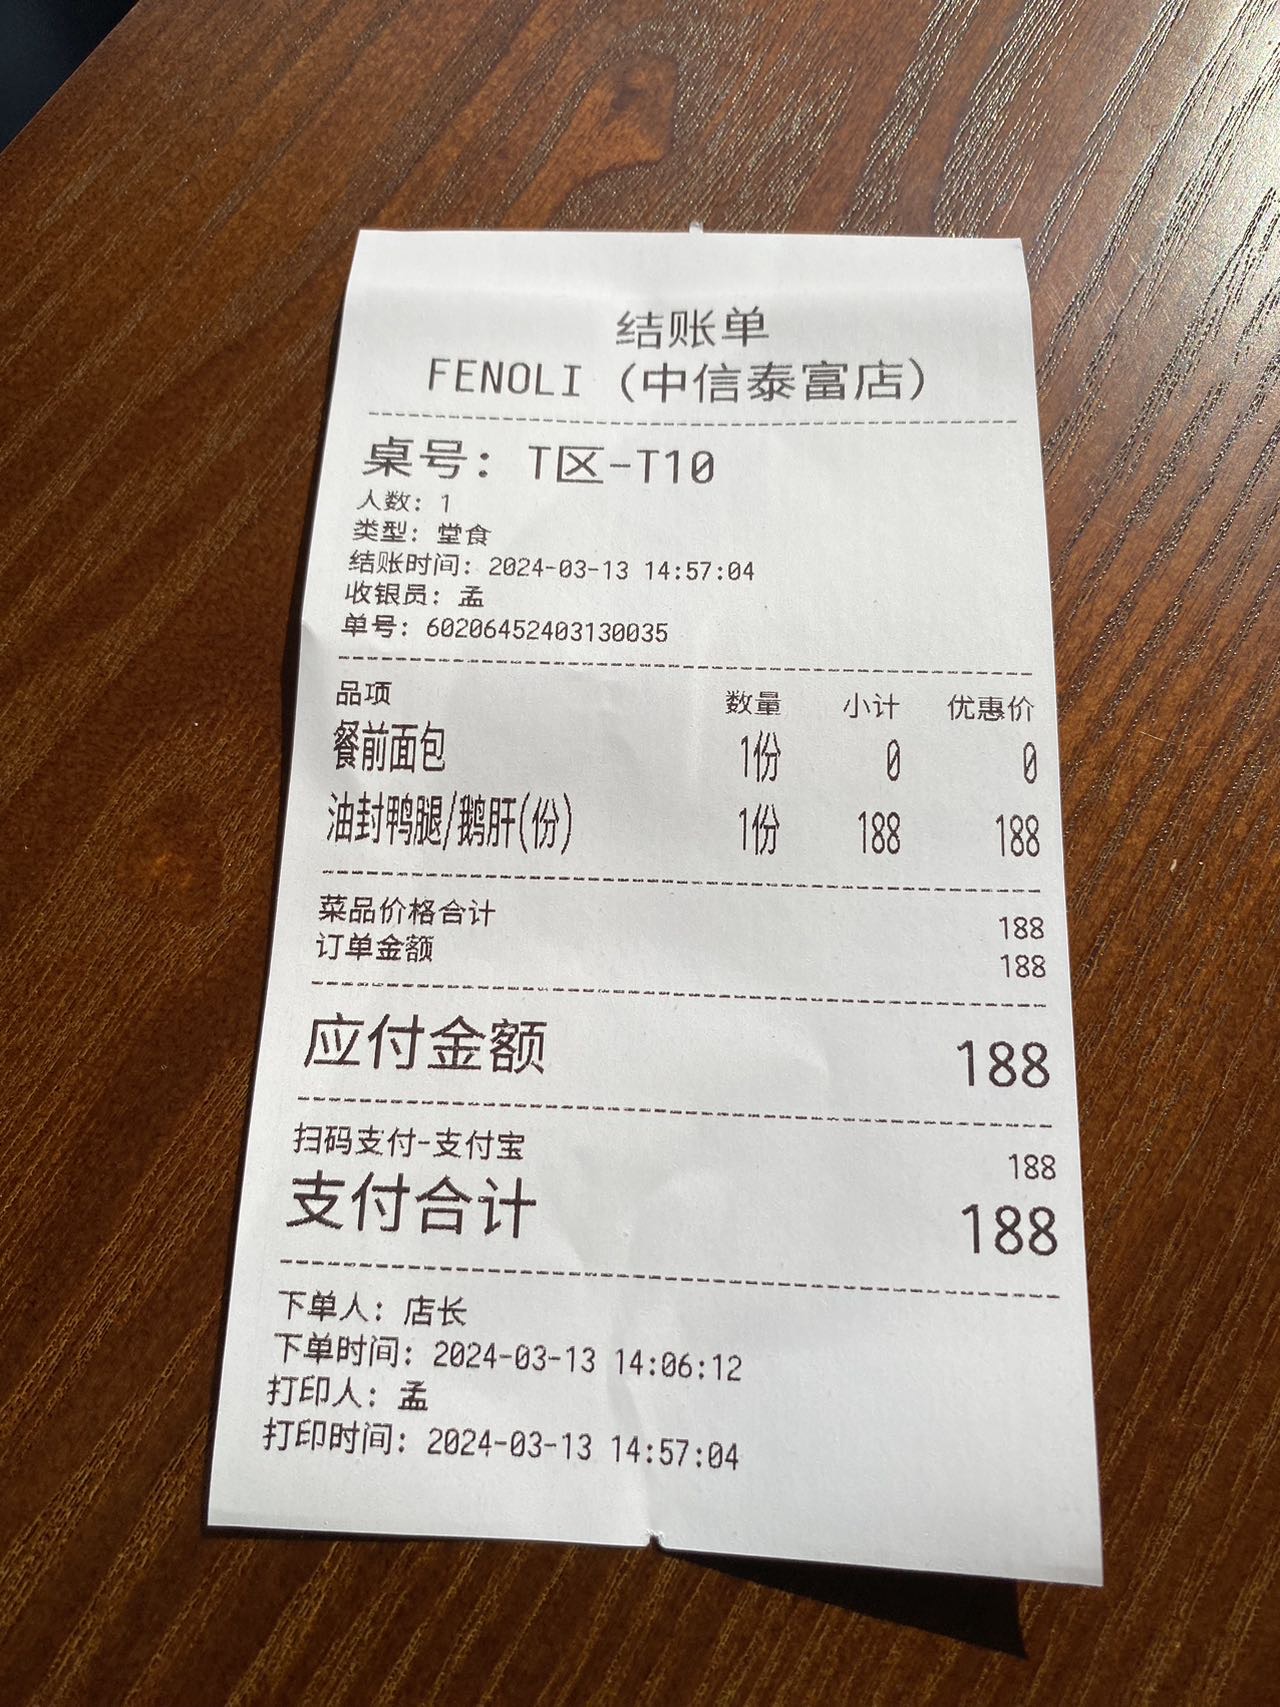 结账单
FENOLI (中信泰富店)
桌号: T区-T10
人数: 1
类型: 堂食
结账时间: 2024-03-13 14:57:04
收银员: 孟
单号: 60206452403130035
品项 数量 小计 优惠价
餐前面包 1份 0 0
油封鸭腿/鹅肝(份) 1份 188 188
菜品价格合计 188
订单金额 188
应付金额 188
扫码支付-支付宝 188
支付合计 188
下单人: 店长
下单时间: 2024-03-13 14:06:12
打印人: 孟
打印时间: 2024-03-13 14:57:04